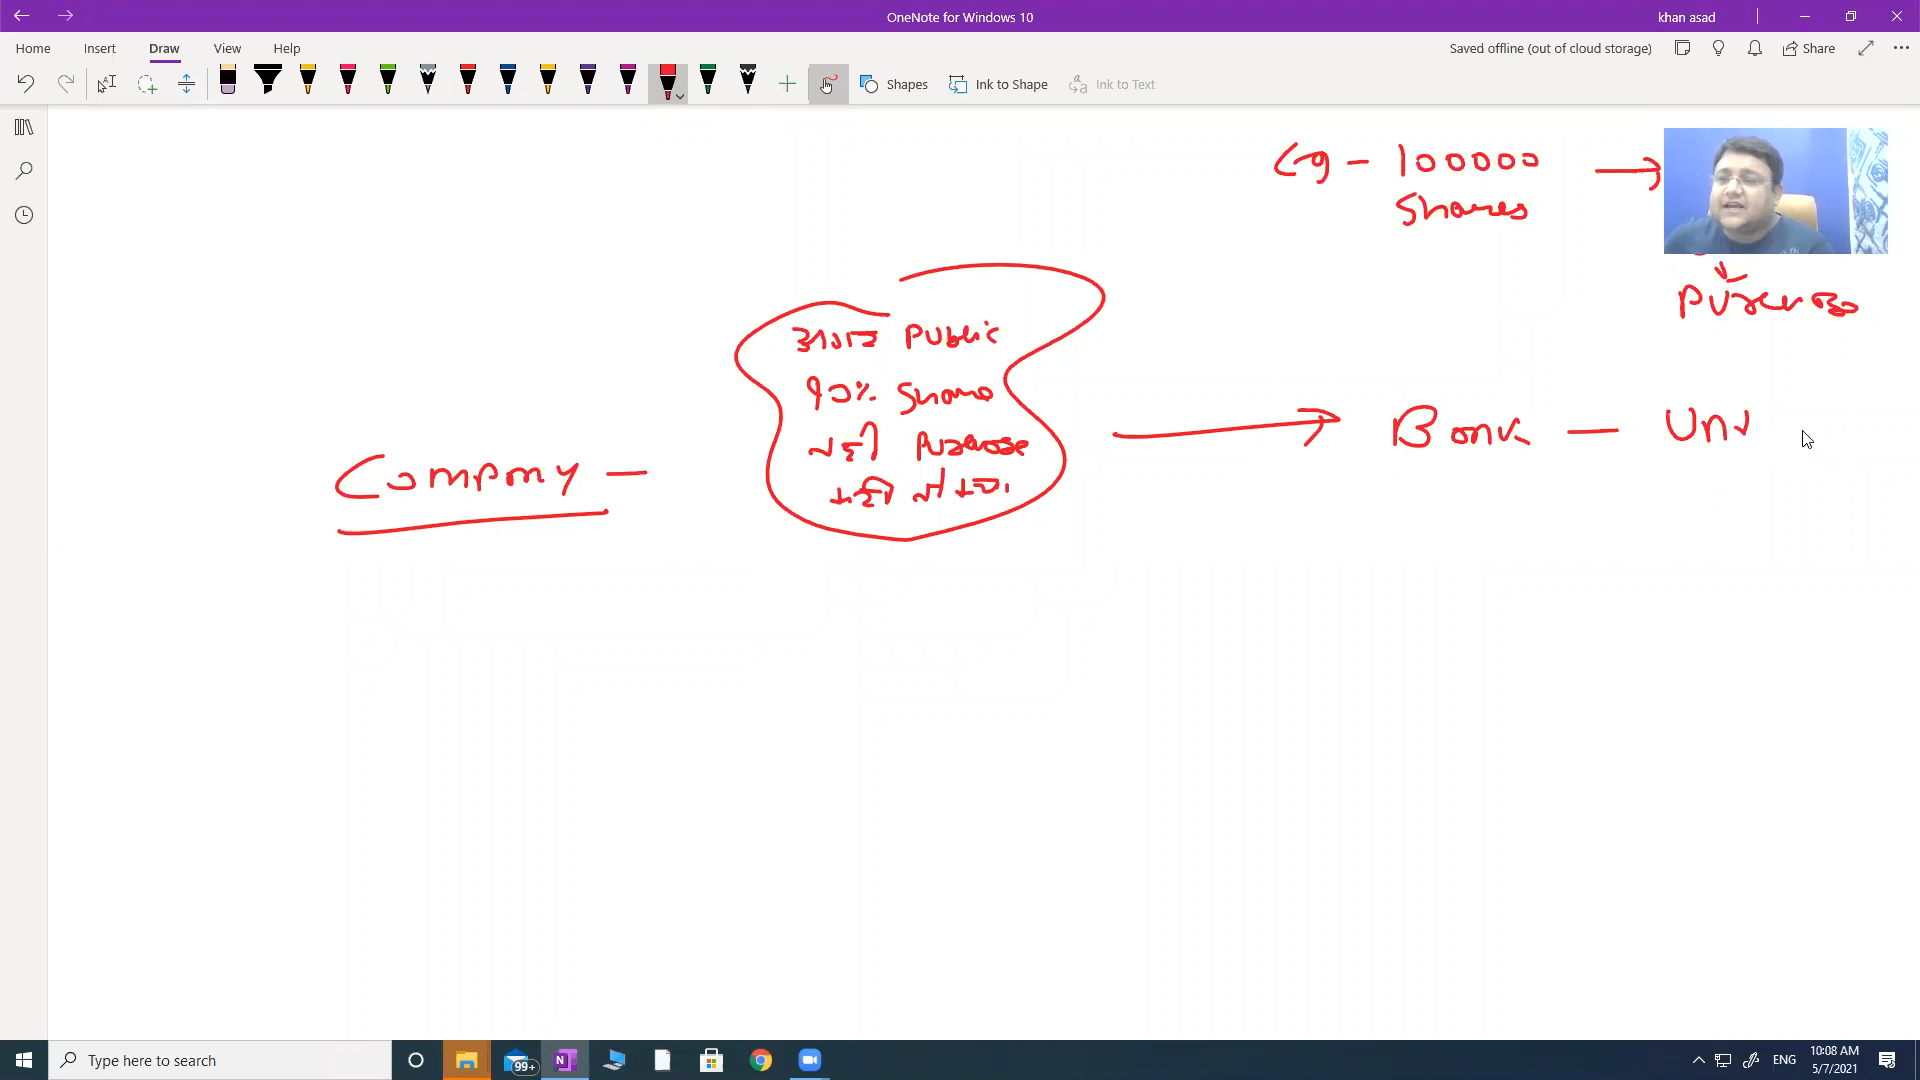 OneNote for Windows 10
khan asad
Home Insert Draw View Help
Saved offline (out of cloud storage)
Share
Shapes Ink to Shape Ink to Text
Eg - 100000 →
Shares
Purchase
अगर Public
90% Share
नहीं Purchase
Company -
→ Bank - Und
Type here to search
99+
ENG
10:08 AM
5/7/2021